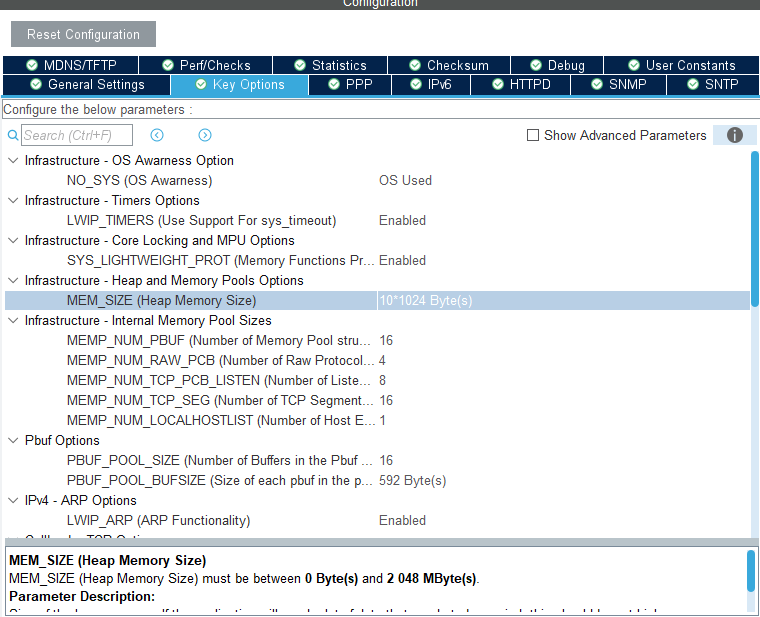 Configuration
Reset Configuration
MDNS/TFTP Perf/Checks Statistics Checksum Debug User Constants
General Settings Key Options PPP IPv6 HTTPD SNMP SNTP
Configure the below parameters :
Search (Ctrl+F) Show Advanced Parameters
Infrastructure - OS Awarness Option
NO_SYS (OS Awarness) OS Used
Infrastructure - Timers Options
LWIP_TIMERS (Use Support For sys_timeout) Enabled
Infrastructure - Core Locking and MPU Options
SYS_LIGHTWEIGHT_PROT (Memory Functions Pr... Enabled
Infrastructure - Heap and Memory Pools Options
MEM_SIZE (Heap Memory Size) 10*1024 Byte(s)
Infrastructure - Internal Memory Pool Sizes
MEMP_NUM_PBUF (Number of Memory Pool stru... 16
MEMP_NUM_RAW_PCB (Number of Raw Protocol... 4
MEMP_NUM_TCP_PCB_LISTEN (Number of Liste... 8
MEMP_NUM_TCP_SEG (Number of TCP Segment... 16
MEMP_NUM_LOCALHOSTLIST (Number of Host E... 1
Pbuf Options
PBUF_POOL_SIZE (Number of Buffers in the Pbuf ... 16
PBUF_POOL_BUFSIZE (Size of each pbuf in the p... 592 Byte(s)
IPv4 - ARP Options
LWIP_ARP (ARP Functionality) Enabled
MEM_SIZE (Heap Memory Size)
MEM_SIZE (Heap Memory Size) must be between 0 Byte(s) and 2 048 MByte(s).
Parameter Description: